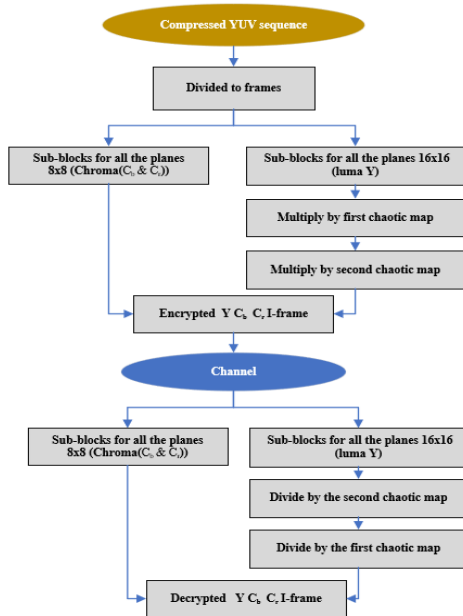 Compressed YUV sequence
Divided to frames
Sub-blocks for all the planes
8x8 (Chroma(Cb & Cr))
Sub-blocks for all the planes 16x16
(luma Y)
Multiply by first chaotic map
Multiply by second chaotic map
Encrypted Y Cb Cr I-frame
Channel
Sub-blocks for all the planes
8x8 (Chroma(Cb & Cr))
Sub-blocks for all the planes 16x16
(luma Y)
Divide by the second chaotic map
Divide by the first chaotic map
Decrypted Y Cb Cr I-frame